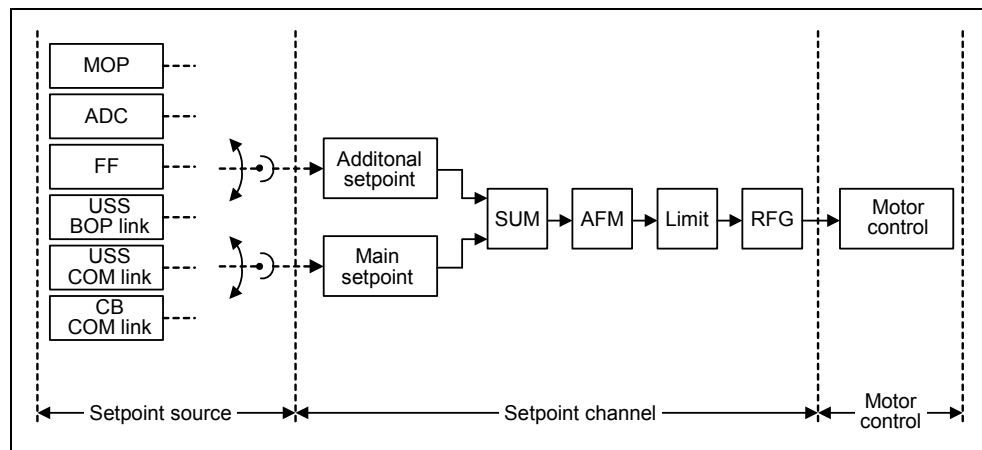 MOP
ADC
FF
USS
BOP link
USS
COM link
CB
COM link
Additonal
setpoint
Main
setpoint
SUM
AFM
Limit
RFG
Motor
control
Setpoint source
Setpoint channel
Motor
control